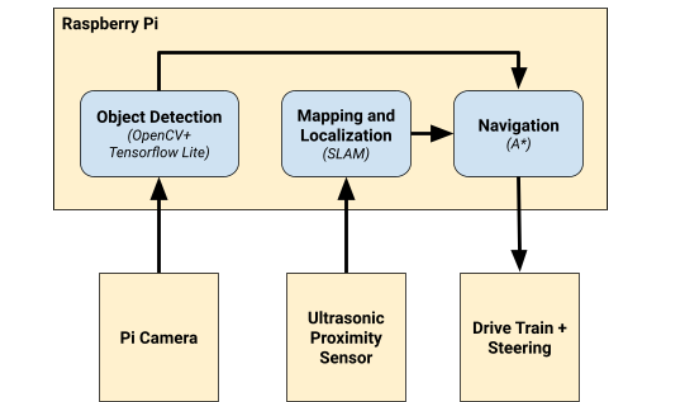 Raspberry Pi
Object Detection
(OpenCV+
Tensorflow Lite)
Mapping and
Localization
(SLAM)
Navigation
(A*)
Pi Camera
Ultrasonic
Proximity
Sensor
Drive Train +
Steering